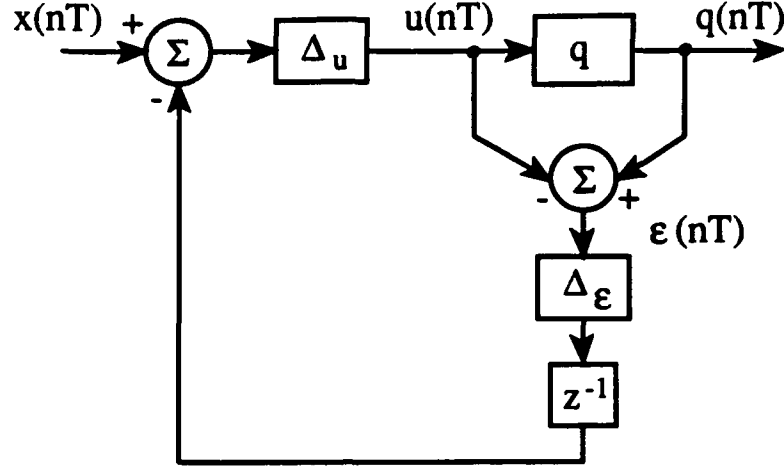 x(nT) + Σ Δu u(nT) q q(nT)
-
- Σ +
ε(nT)
Δε
z⁻¹